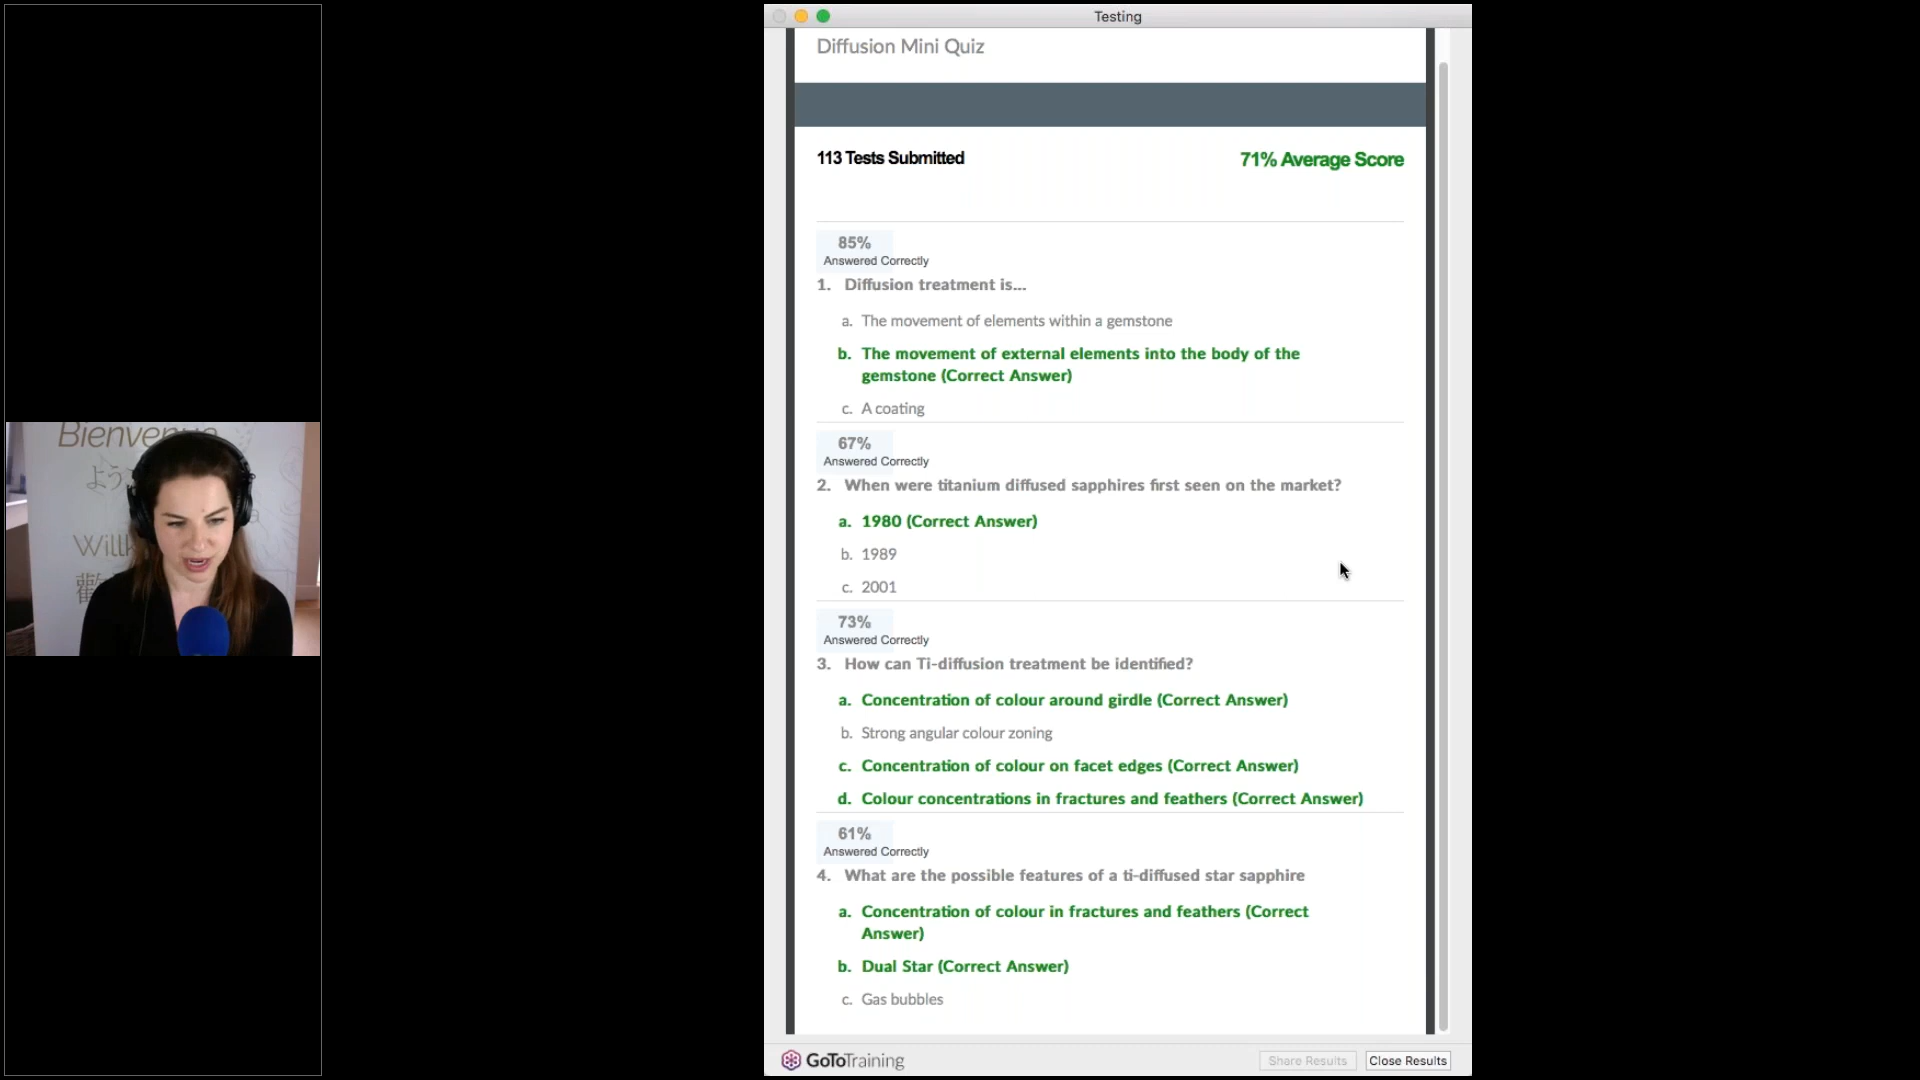 Testing
Diffusion Mini Quiz
113 Tests Submitted
71% Average Score
85%
Answered Correctly
1. Diffusion treatment is...
a. The movement of elements within a gemstone
b. The movement of external elements into the body of the
gemstone (Correct Answer)
c. A coating
67%
Answered Correctly
2. When were titanium diffused sapphires first seen on the market?
a. 1980 (Correct Answer)
b. 1989
c. 2001
73%
Answered Correctly
3. How can Ti-diffusion treatment be identified?
a. Concentration of colour around girdle (Correct Answer)
b. Strong angular colour zoning
c. Concentration of colour on facet edges (Correct Answer)
d. Colour concentrations in fractures and feathers (Correct Answer)
61%
Answered Correctly
4. What are the possible features of a ti-diffused star sapphire
a. Concentration of colour in fractures and feathers (Correct
Answer)
b. Dual Star (Correct Answer)
c. Gas bubbles
GoToTraining
Share Results
Close Results